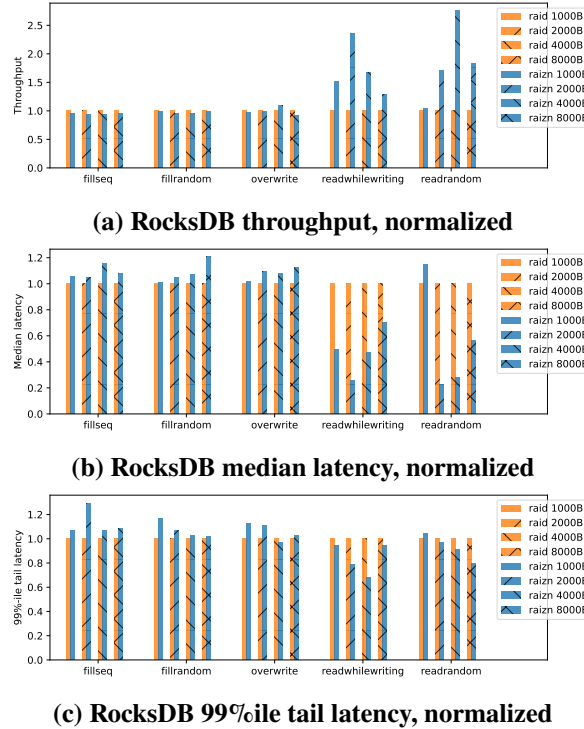 2.5
2.0
1.5
1.0
0.5
0.0
Throughput
fillseq
fillrandom
overwrite
readwhilewriting
readrandom
raid 1000B
raid 2000B
raid 4000B
raid 8000B
raizn 1000B
raizn 2000B
raizn 4000B
raizn 8000B
(a) RocksDB throughput, normalized
1.2
1.0
0.8
0.6
0.4
0.2
0.0
Median latency
fillseq
fillrandom
overwrite
readwhilewriting
readrandom
raid 1000B
raid 2000B
raid 4000B
raid 8000B
raizn 1000B
raizn 2000B
raizn 4000B
raizn 8000B
(b) RocksDB median latency, normalized
1.2
1.0
0.8
0.6
0.4
0.2
0.0
99%-ile tail latency
fillseq
fillrandom
overwrite
readwhilewriting
readrandom
raid 1000B
raid 2000B
raid 4000B
raid 8000B
raizn 1000B
raizn 2000B
raizn 4000B
raizn 8000B
(c) RocksDB 99%ile tail latency, normalized